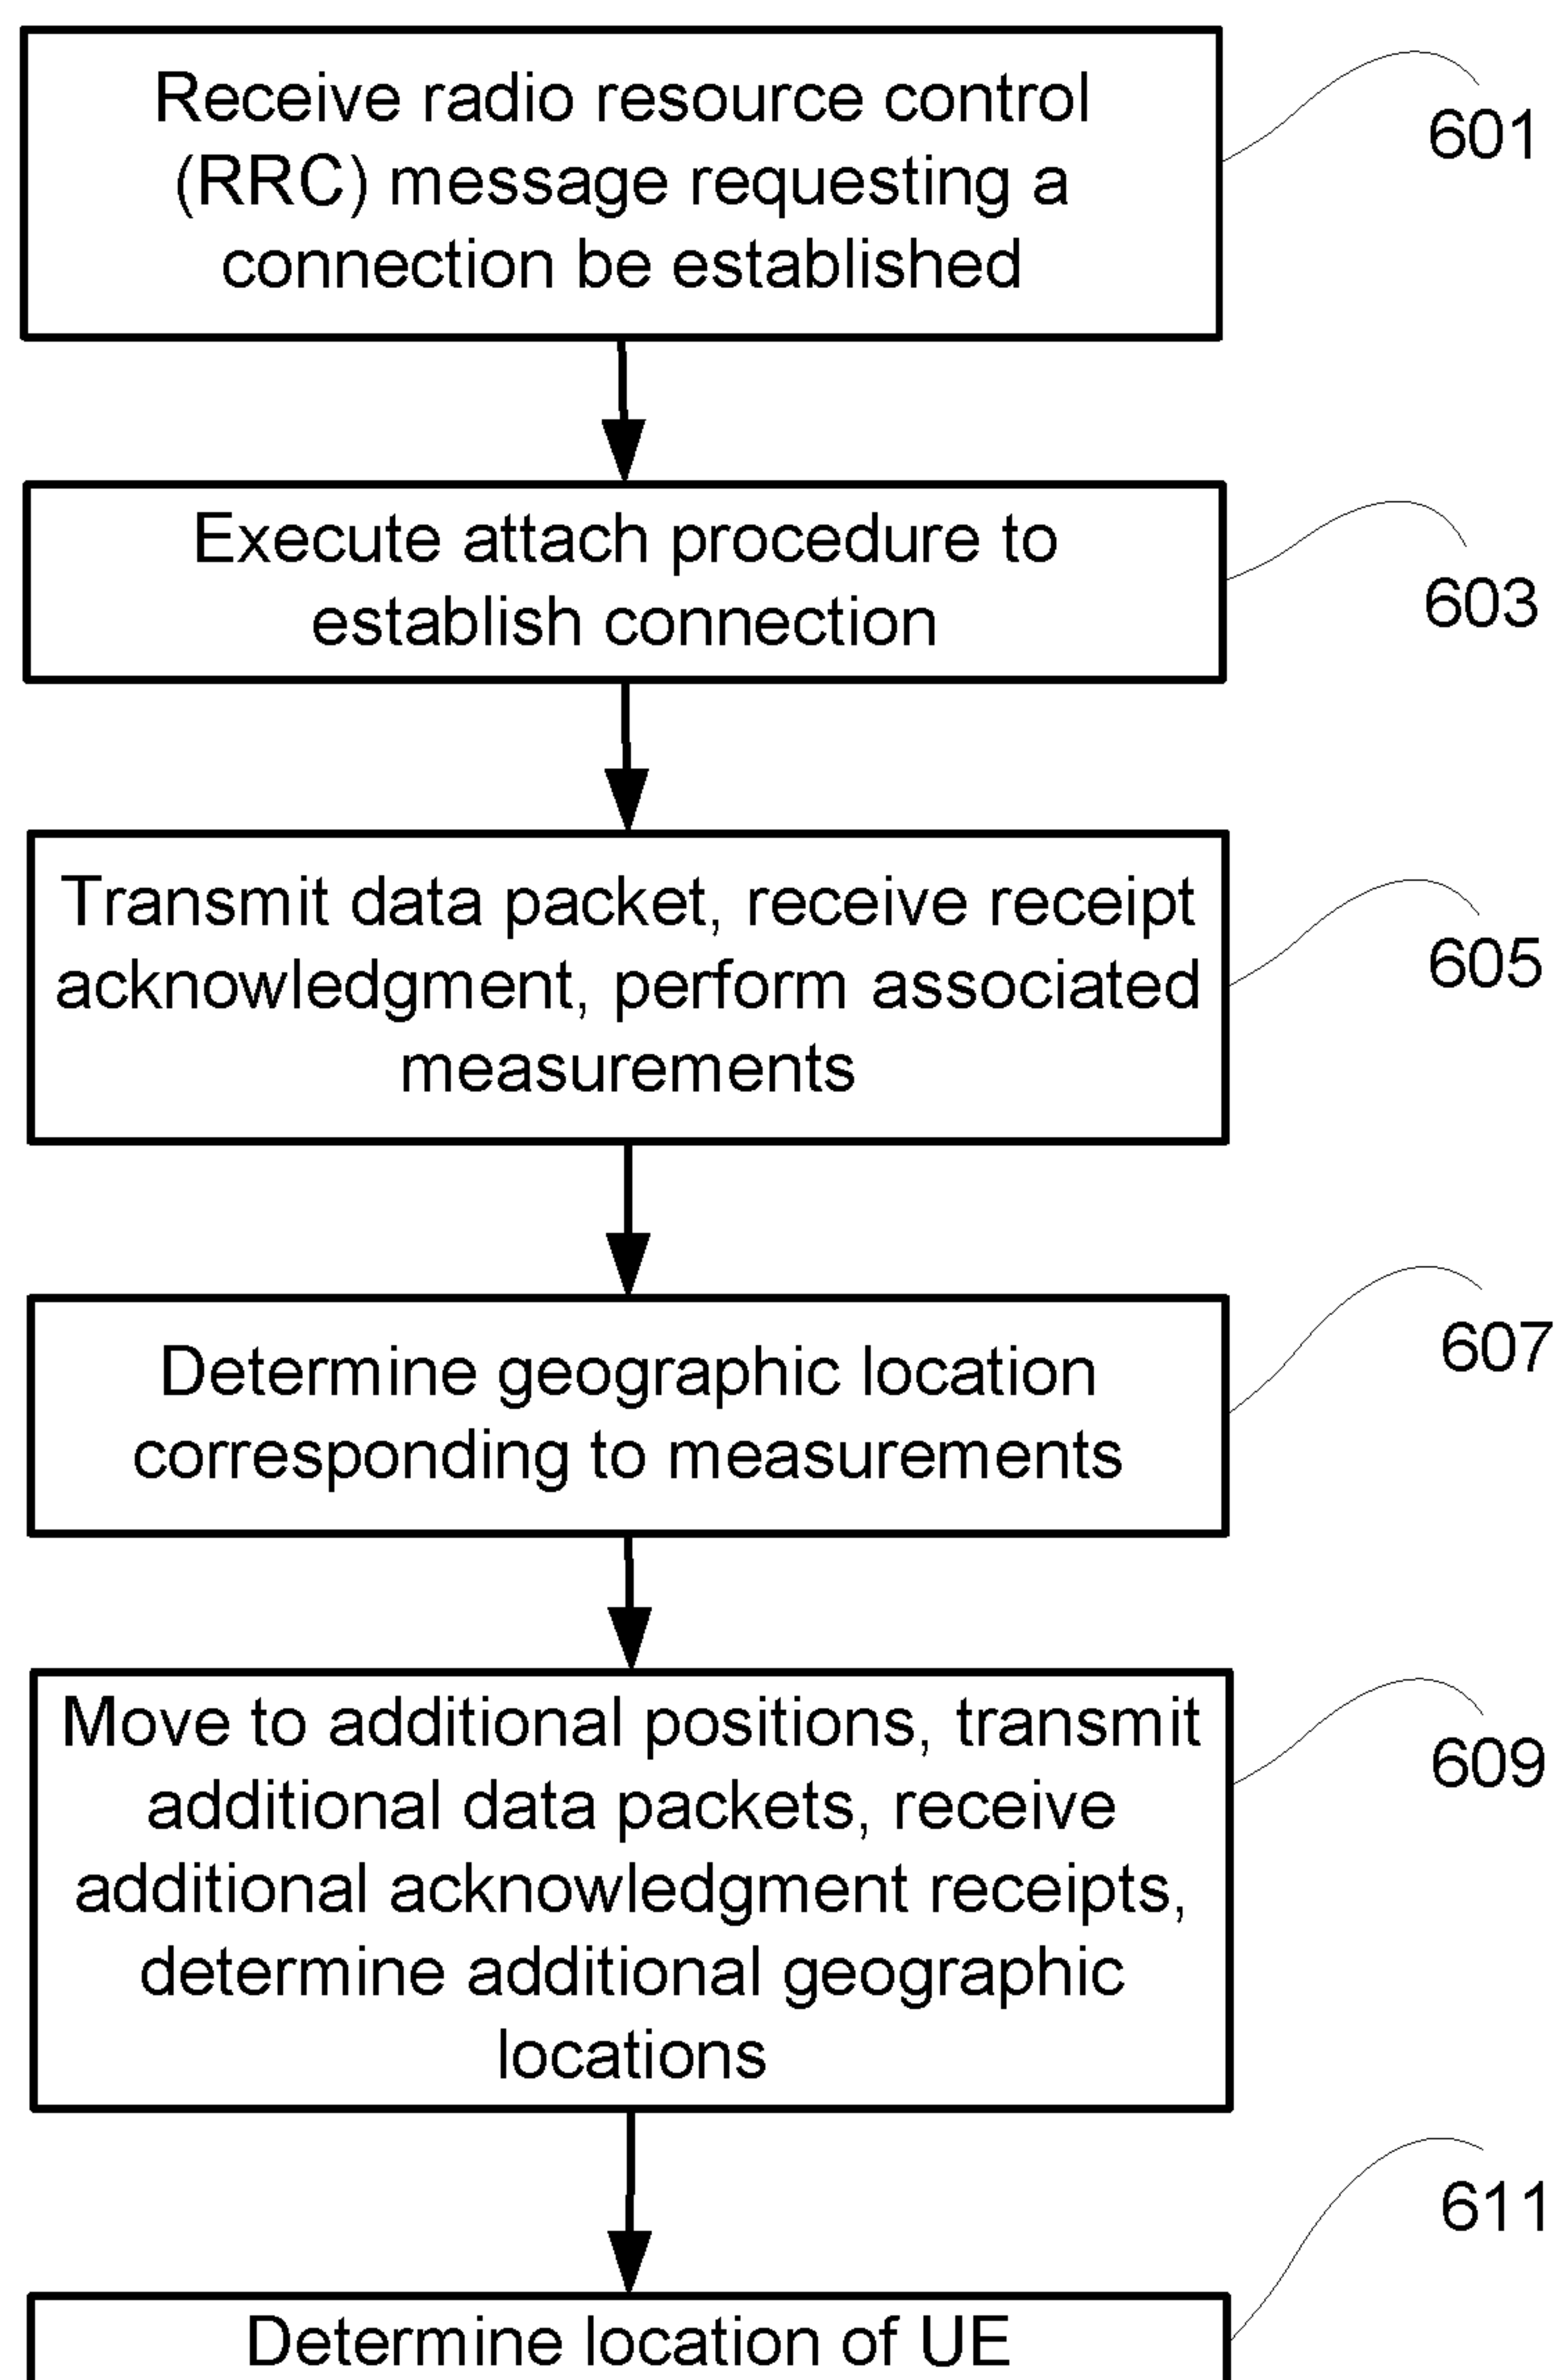 Receive radio resource control
(RRC) message requesting a
connection be established
601
Execute attach procedure to
establish connection
603
Transmit data packet, receive receipt
acknowledgment, perform associated
measurements
605
Determine geographic location
corresponding to measurements
607
Move to additional positions, transmit
additional data packets, receive
additional acknowledgment receipts,
determine additional geographic
locations
609
Determine location of UE
611